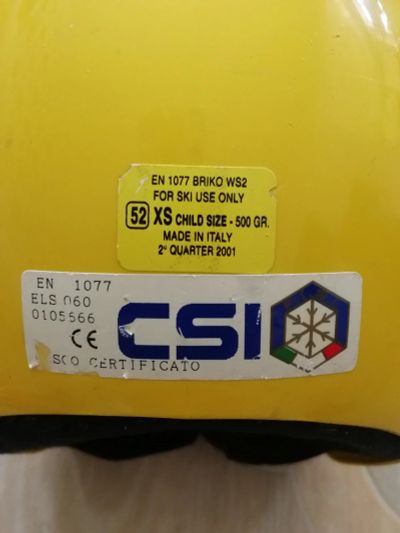 EN 1077 BRIKO WS2
FOR SKI USE ONLY
52 XS CHILD SIZE - 500 GR.
MADE IN ITALY
2° QUARTER 2001
EN 1077
ELS 060
0105566
CE CSI
SCO CERTIFICATO